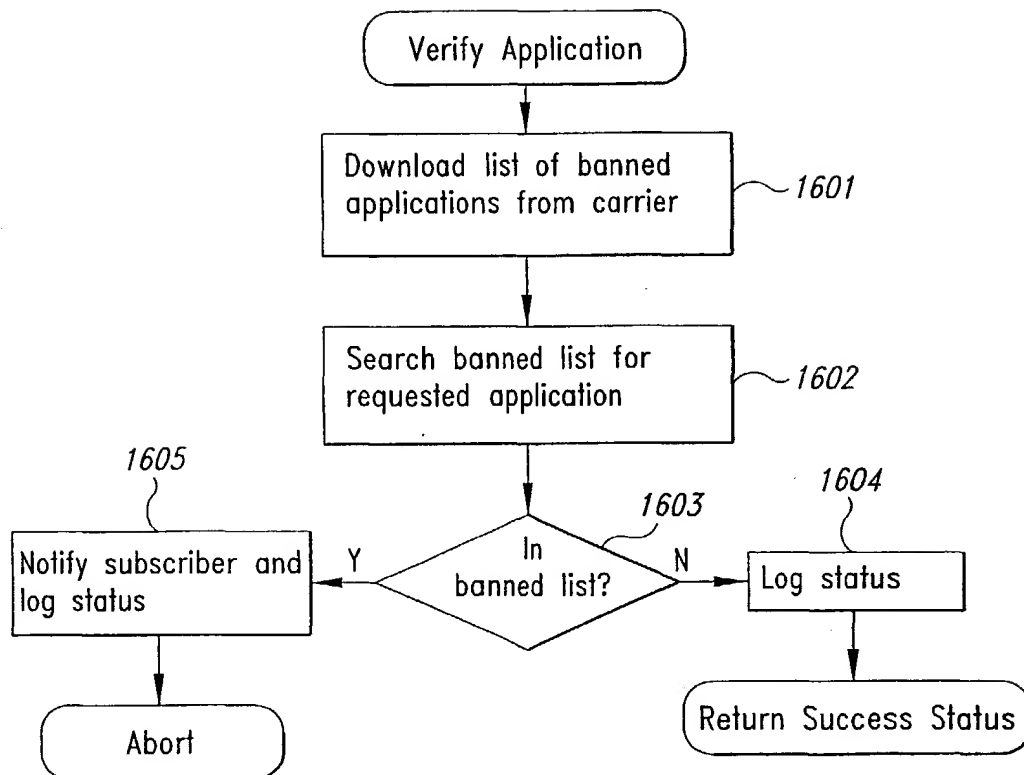 Verify Application
Download list of banned
applications from carrier
1601
Search banned list for
requested application
1602
1605
1603
1604
Notify subscriber and
log status
Y
In
banned list?
N
Log status
Abort
Return Success Status